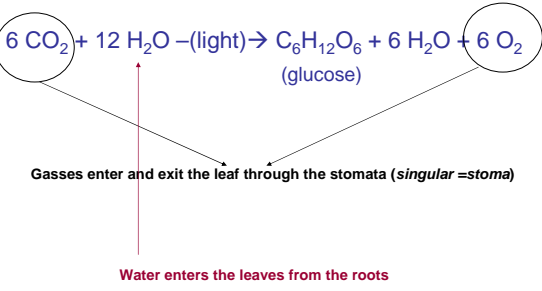 6 CO₂ + 12 H₂O –(light)→ C₆H₁₂O₆ + 6 H₂O + 6 O₂
(glucose)
Gasses enter and exit the leaf through the stomata (singular =stoma)
Water enters the leaves from the roots